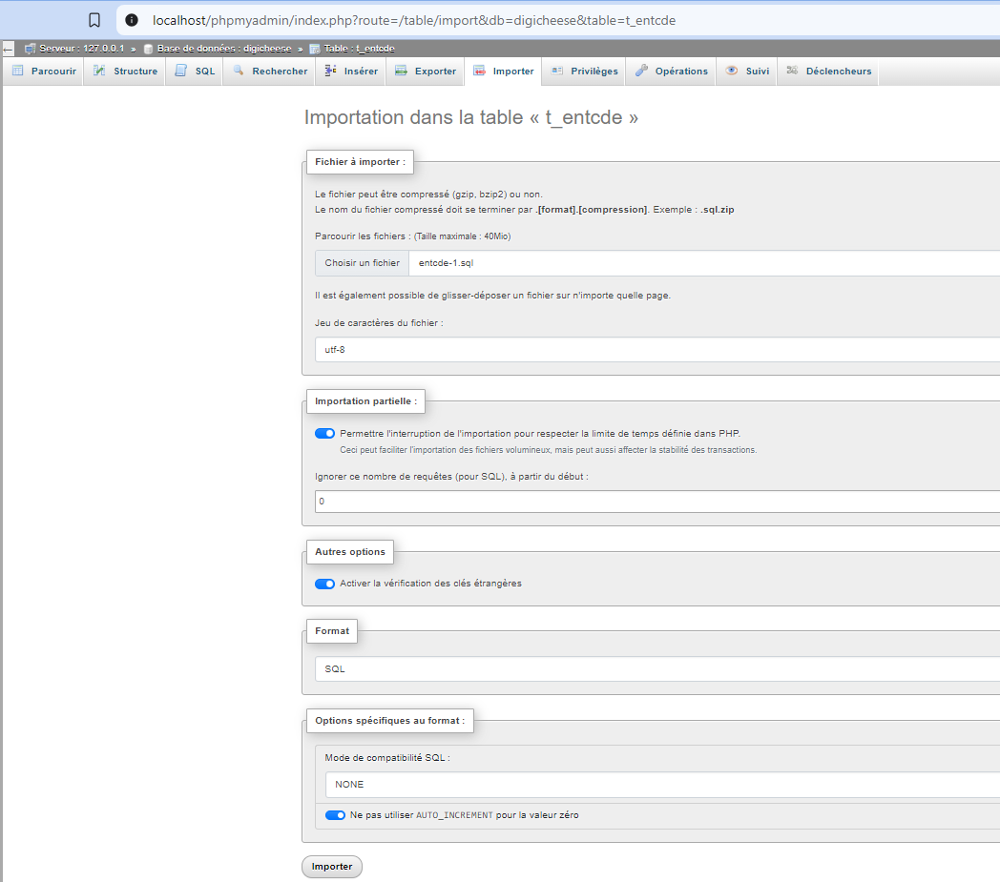 localhost/phpmyadmin/index.php?route=/table/import&db=digicheese&table=t_entcde
Serveur : 127.0.0.1 » Base de données : digicheese » Table : t_entcde
Parcourir Structure SQL Rechercher Insérer Exporter Importer Privilèges Opérations Suivi Déclencheurs
Importation dans la table « t_entcde »
Fichier à importer :
Le fichier peut être compressé (gzip, bzip2) ou non.
Le nom du fichier compressé doit se terminer par .[format].[compression]. Exemple : .sql.zip
Parcourir les fichiers : (Taille maximale : 40Mio)
Choisir un fichier entcde-1.sql
Il est également possible de glisser-déposer un fichier sur n'importe quelle page.
Jeu de caractères du fichier :
utf-8
Importation partielle :
Permettre l'interruption de l'importation pour respecter la limite de temps définie dans PHP.
Ceci peut faciliter l'importation des fichiers volumineux, mais peut aussi affecter la stabilité des transactions.
Ignorer ce nombre de requêtes (pour SQL), à partir du début :
0
Autres options
Activer la vérification des clés étrangères
Format
SQL
Options spécifiques au format :
Mode de compatibilité SQL :
NONE
Ne pas utiliser AUTO_INCREMENT pour la valeur zéro
Importer